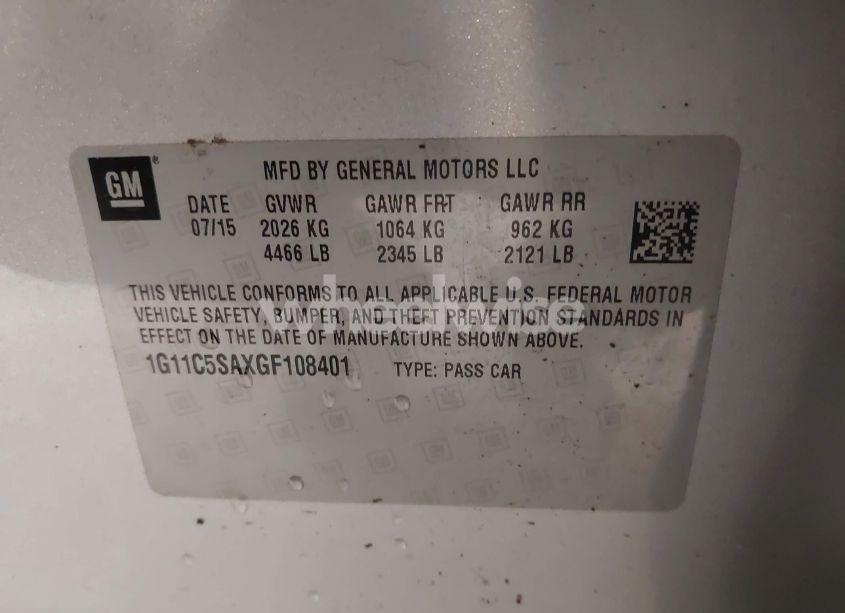 GM ®
MFD BY GENERAL MOTORS LLC
DATE GVWR GAWR FRT GAWR RR
07/15 2026 KG 1064 KG 962 KG
4466 LB 2345 LB 2121 LB
THIS VEHICLE CONFORMS TO ALL APPLICABLE U.S. FEDERAL MOTOR
VEHICLE SAFETY, BUMPER, AND THEFT PREVENTION STANDARDS IN
EFFECT ON THE DATE OF MANUFACTURE SHOWN ABOVE.
1G11C5SAXGF108401 TYPE: PASS CAR